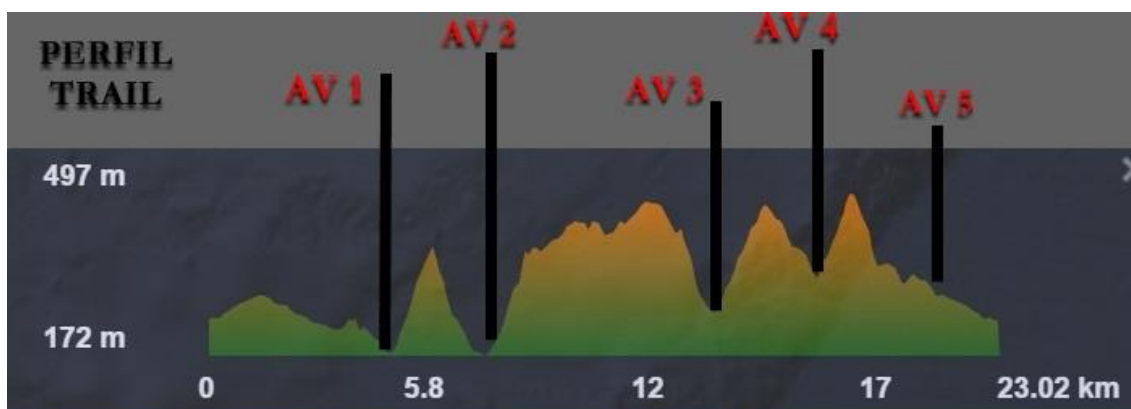 PERFIL
TRAIL
AV 1
AV 2
AV 3
AV 4
AV 5
497 m
172 m
0 5.8 12 17 23.02 km